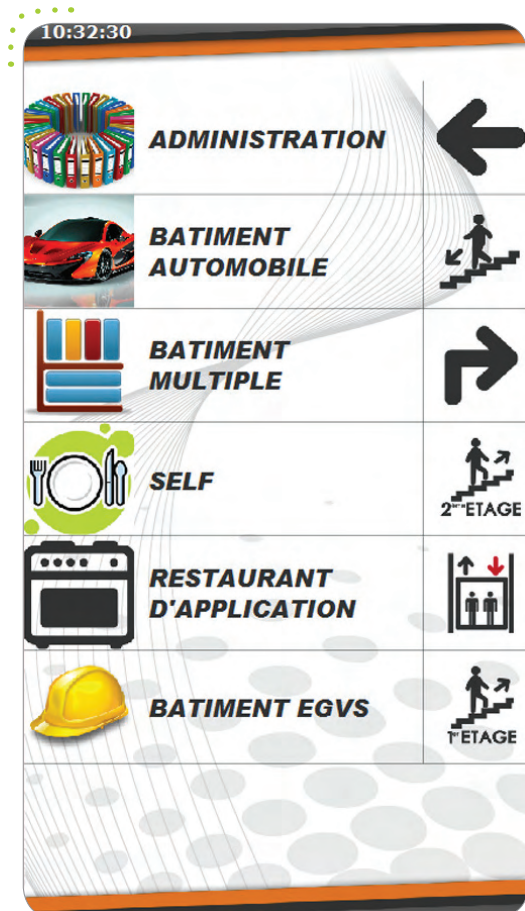 10:32:30
ADMINISTRATION
BATIMENT
AUTOMOBILE
BATIMENT
MULTIPLE
SELF
2ème ETAGE
RESTAURANT
D'APPLICATION
BATIMENT EGVS
1er ETAGE